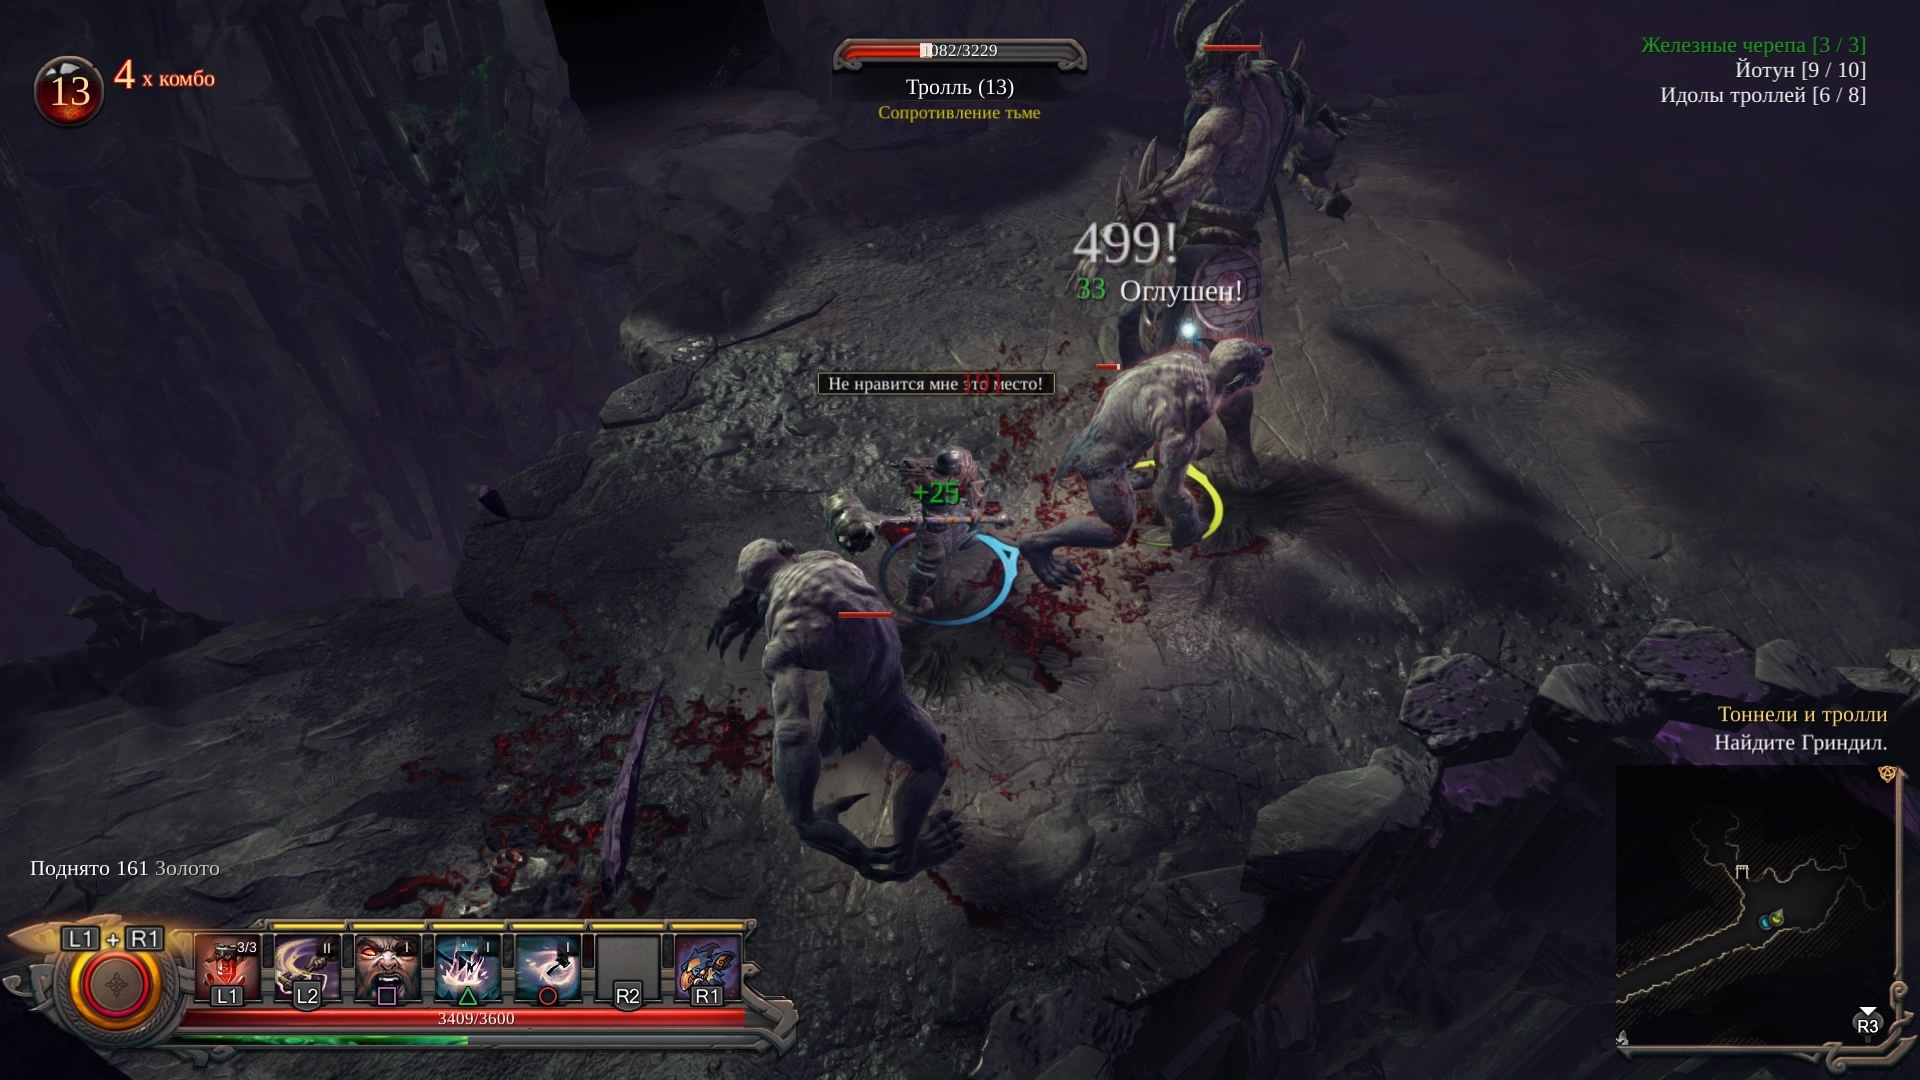 13
4 x комбо
1082/3229
Тролль (13)
Сопротивление тьме
Железные черепа [3 / 3]
Йотун [9 / 10]
Идолы троллей [6 / 8]
499!
33 Оглушен!
Не нравится мне это место!
+25
Тоннели и тролли
Найдите Гриндил.
Поднято 161 Золото
L1 + R1
3/3
II
I
I
I
L1
L2
R2
R1
3409/3600
R3